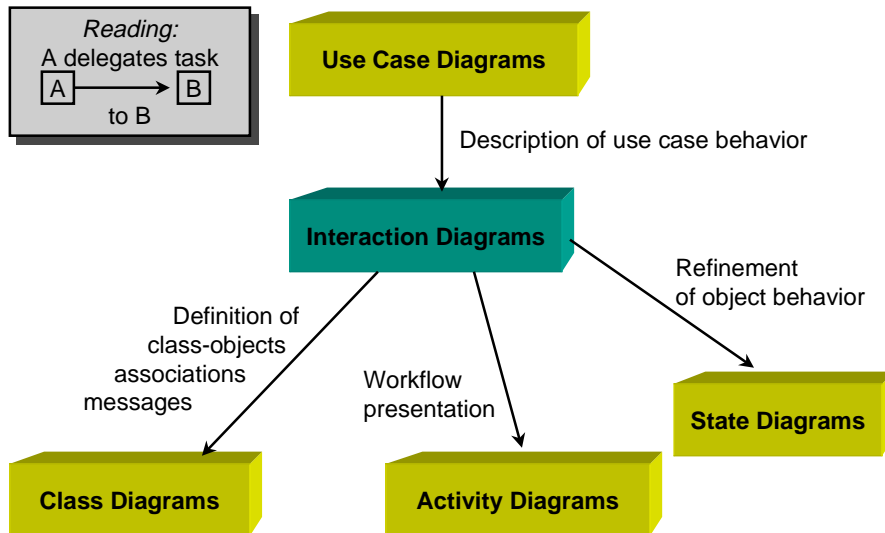 Reading:
A delegates task
A B
to B
Use Case Diagrams
Description of use case behavior
Interaction Diagrams
Refinement
of object behavior
Definition of
class-objects
associations
messages
Workflow
presentation
State Diagrams
Class Diagrams
Activity Diagrams